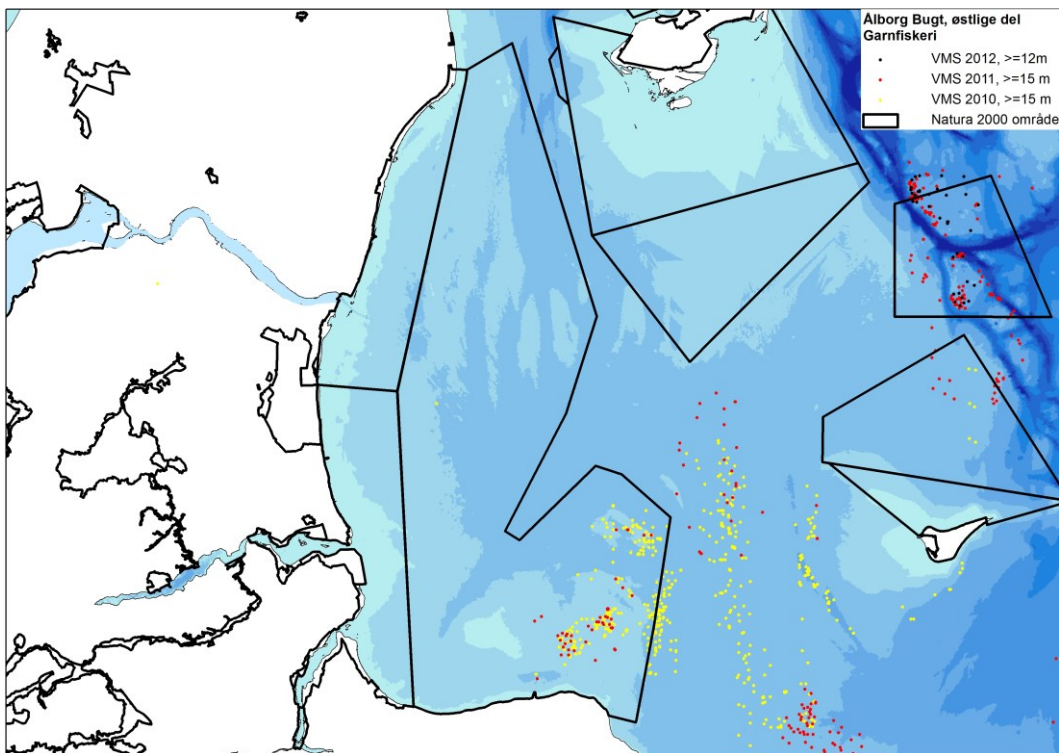 Ålborg Bugt, østlige del
Garnfiskeri
VMS 2012, >=12m
VMS 2011, >=15 m
VMS 2010, >=15 m
Natura 2000 område